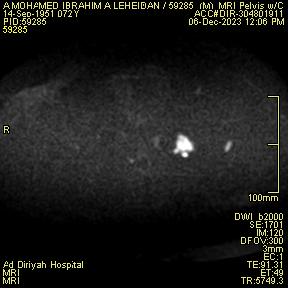 A MOHAMED IBRAHIM A LEHEIDAN / 59285 (M) MRI Pelvis w/C
14-Sep-1951 072Y
ACC#DIR-304801911
PID:59285
06-Dec-2023 12:06 PM
59285
R
100mm
DWI_b2000
SE:1701
IM:120
DFOV:300
3mm
EC:1
Ad Diriyah Hospital
TE:91.31
MRI
ET:49
MRI
TR:5749.3